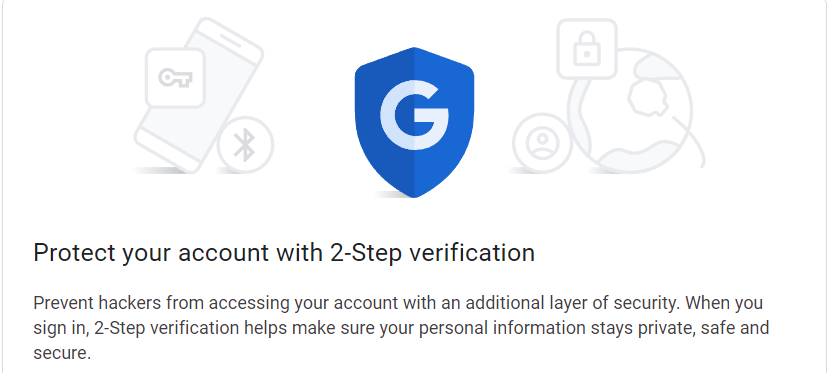 G
Protect your account with 2-Step verification
Prevent hackers from accessing your account with an additional layer of security. When you
sign in, 2-Step verification helps make sure your personal information stays private, safe and
secure.